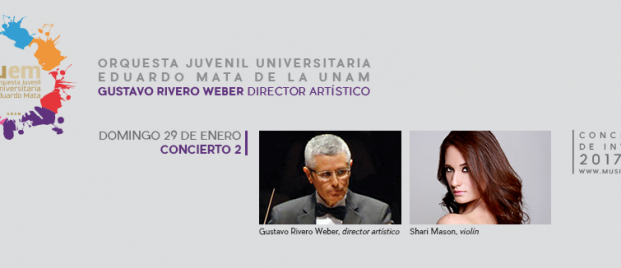 uem
Orquesta Juvenil
Universitaria
Eduardo Mata
UNAM
ORQUESTA JUVENIL UNIVERSITARIA
EDUARDO MATA DE LA UNAM
GUSTAVO RIVERO WEBER DIRECTOR ARTÍSTICO
DOMINGO 29 DE ENERO
CONCIERTO 2
Gustavo Rivero Weber, director artístico
Shari Mason, violín
CONC
DE IN
2017
WWW.MUSI